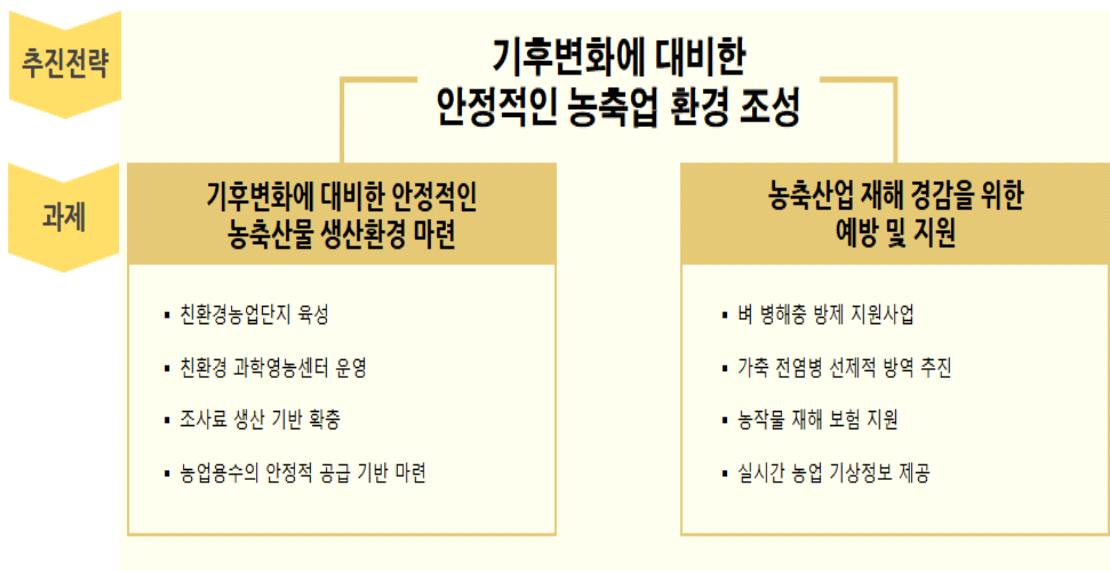 추진전략
기후변화에 대비한
안정적인 농축업 환경 조성
과제
기후변화에 대비한 안정적인
농축산물 생산환경 마련
▪ 친환경농업단지 육성
▪ 친환경 과학영농센터 운영
▪ 조사료 생산 기반 확충
▪ 농업용수의 안정적 공급 기반 마련
농축산업 재해 경감을 위한
예방 및 지원
▪ 벼 병해충 방제 지원사업
▪ 가축 전염병 선제적 방역 추진
▪ 농작물 재해 보험 지원
▪ 실시간 농업 기상정보 제공